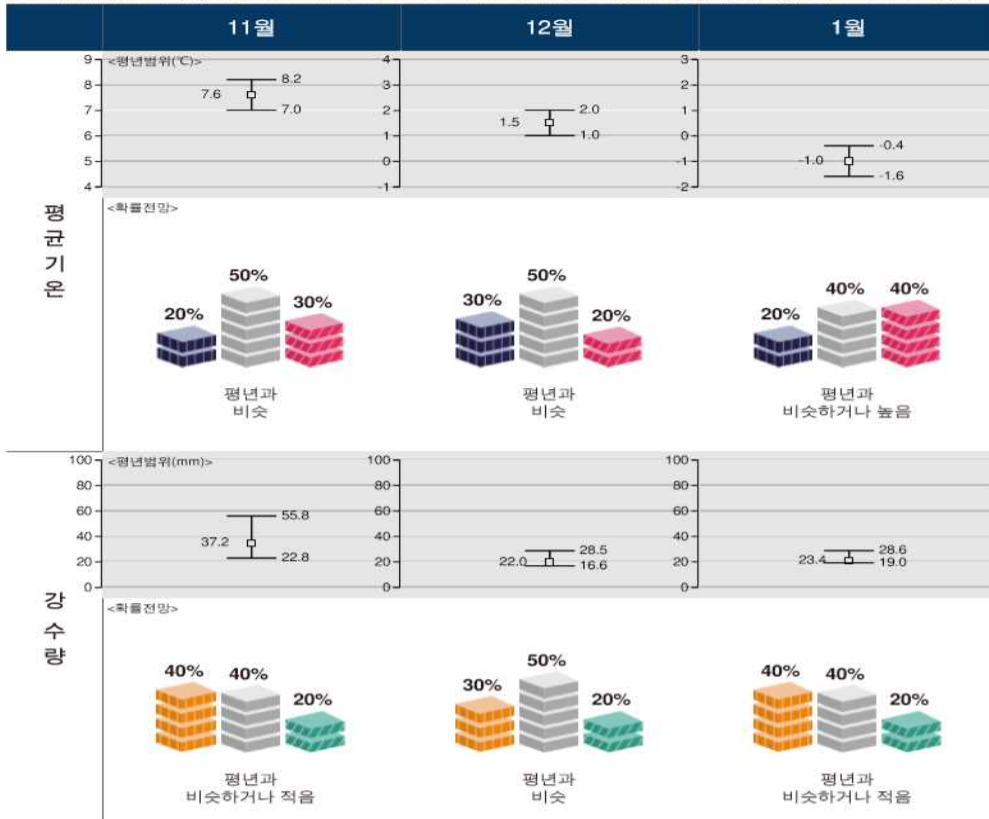 11월 12월 1월
평균기온
<평년범위(℃)>
9 8 7 6 5 4
8.2
7.6
7.0
4 3 2 1 0 -1
2.0
1.5
1.0
3 2 1 0 -1 -2
-0.4
-1.0
-1.6
<확률전망>
20% 50% 30%
평년과
비슷
30% 50% 20%
평년과
비슷
20% 40% 40%
평년과
비슷하거나 높음
강수량
<평년범위(mm)>
100 80 60 40 20 0
55.8
37.2
22.8
100 80 60 40 20 0
28.5
22.0
16.6
100 80 60 40 20 0
28.6
23.4
19.0
<확률전망>
40% 40% 20%
평년과
비슷하거나 적음
30% 50% 20%
평년과
비슷
40% 40% 20%
평년과
비슷하거나 적음